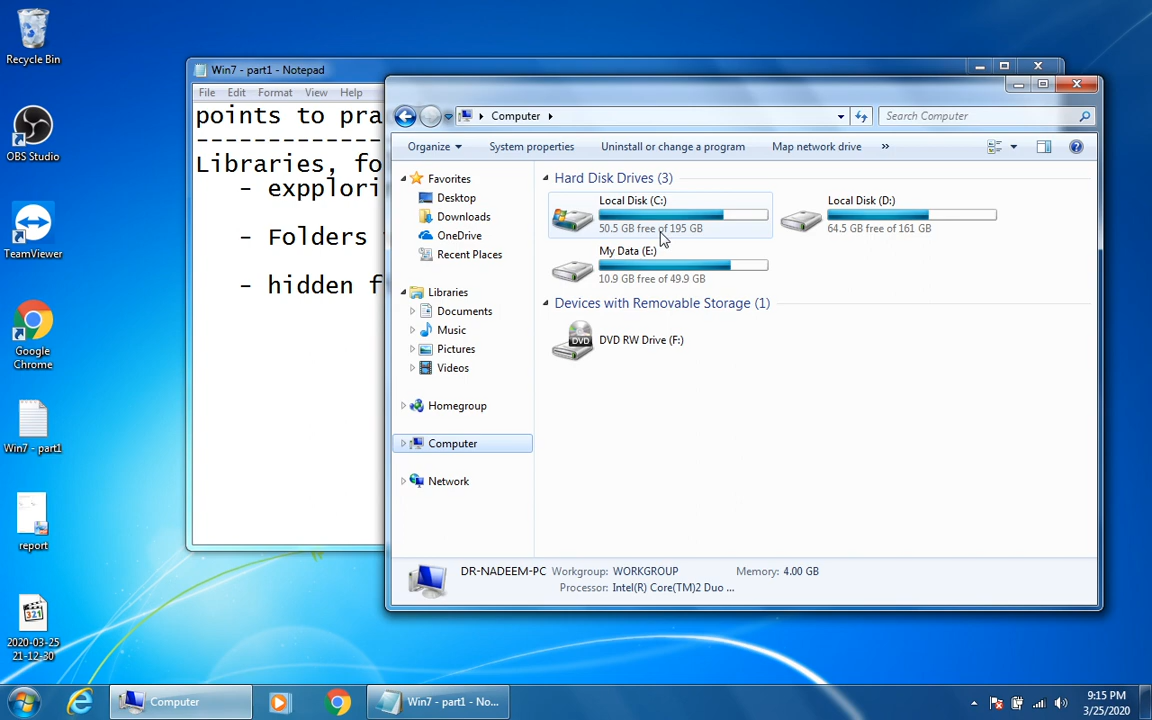 Recycle Bin
OBS Studio
TeamViewer
Google
Chrome
Win7 - part1
report
321
2020-03-25
21-12-30
Win7 - part1 - Notepad
File Edit Format View Help
points to pra
--------------
Libraries, fo
- expplori
- Folders
- hidden f
Computer
Search Computer
Organize System properties Uninstall or change a program Map network drive »
Favorites
Desktop
Downloads
OneDrive
Recent Places
Libraries
Documents
Music
Pictures
Videos
Homegroup
Computer
Network
Hard Disk Drives (3)
Local Disk (C:)
50.5 GB free of 195 GB
Local Disk (D:)
64.5 GB free of 161 GB
My Data (E:)
10.9 GB free of 49.9 GB
Devices with Removable Storage (1)
DVD
DVD RW Drive (F:)
DR-NADEEM-PC Workgroup: WORKGROUP Memory: 4.00 GB
Processor: Intel(R) Core(TM)2 Duo ...
Computer
Win7 - part1 - No...
9:15 PM
3/25/2020